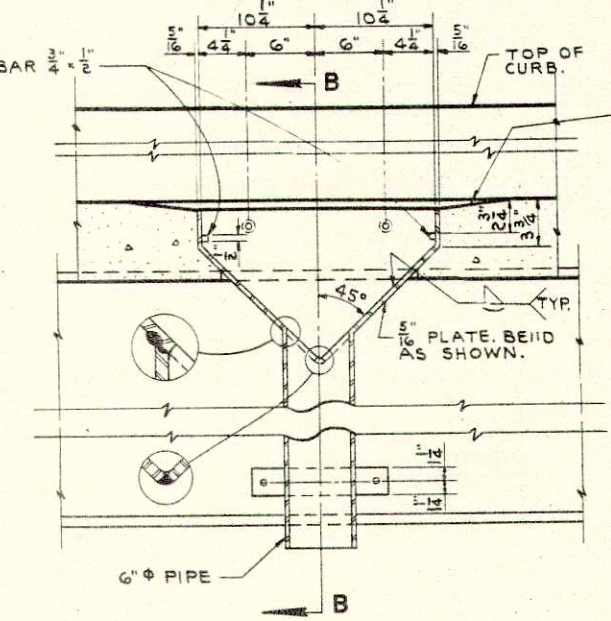 10 1/4" 10 1/4"
5/16" 4 1/4" 6" 6" 4 1/4" 5/16"
BAR 3/4" × 1/2"
B
TOP OF
CURB.
2 3/4" 3 3/4"
1/2"
45°
TYP.
5/16" PLATE. BEND
AS SHOWN.
1 1/4"
1 1/4"
6" Φ PIPE
B